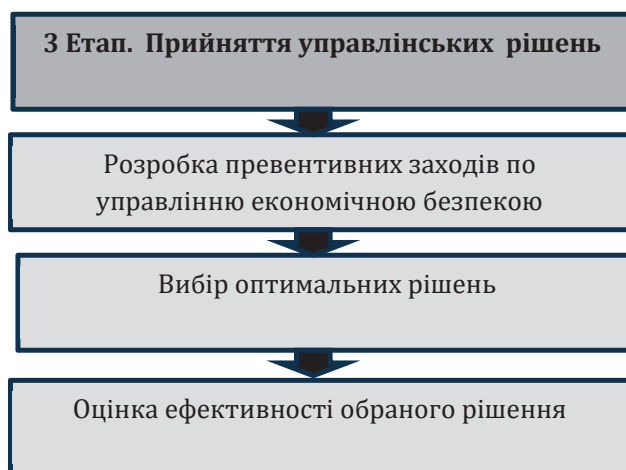 3 Етап. Прийняття управлінських рішень
Розробка превентивних заходів по
управлінню економічною безпекою
Вибір оптимальних рішень
Оцінка ефективності обраного рішення